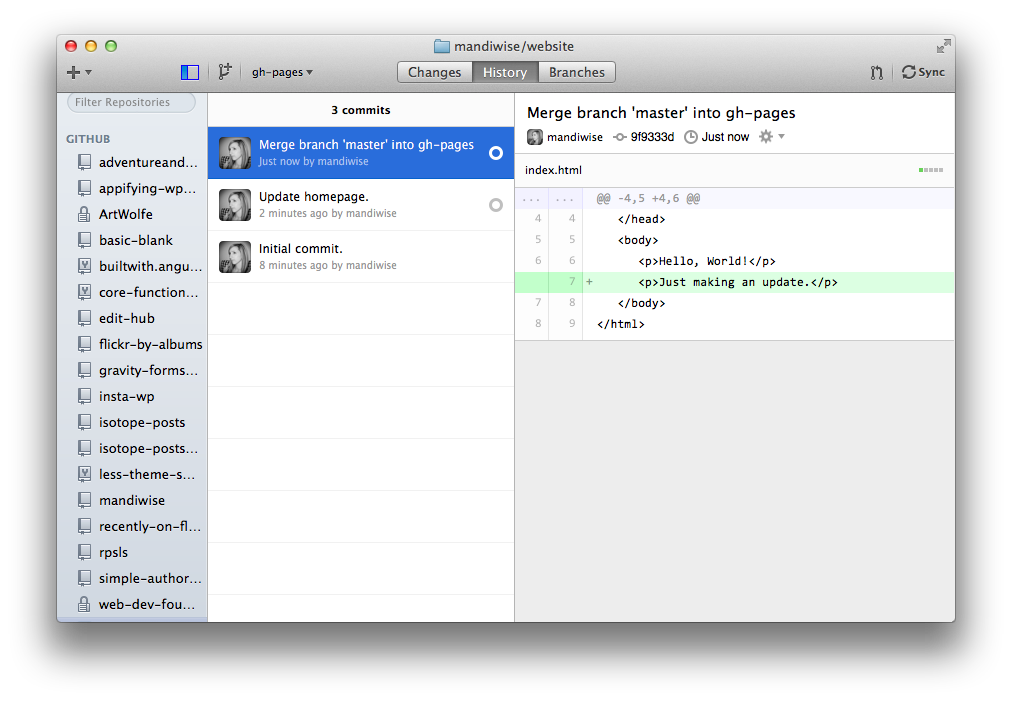 mandiwise/website
gh-pages
Changes History Branches
Sync
Filter Repositories
GITHUB
adventureand...
appifying-wp...
ArtWolfe
basic-blank
builtwith.angu...
core-function...
edit-hub
flickr-by-albums
gravity-forms...
insta-wp
isotope-posts
isotope-posts...
less-theme-s...
mandiwise
recently-on-fl...
rpsls
simple-author...
web-dev-fou...
3 commits
Merge branch 'master' into gh-pages
Just now by mandiwise
Update homepage.
2 minutes ago by mandiwise
Initial commit.
8 minutes ago by mandiwise
Merge branch 'master' into gh-pages
mandiwise 9f9333d Just now
index.html
... ... @@ -4,5 +4,6 @@
4 4 </head>
5 5 <body>
6 6 <p>Hello, World!</p>
7 + <p>Just making an update.</p>
7 8 </body>
8 9 </html>